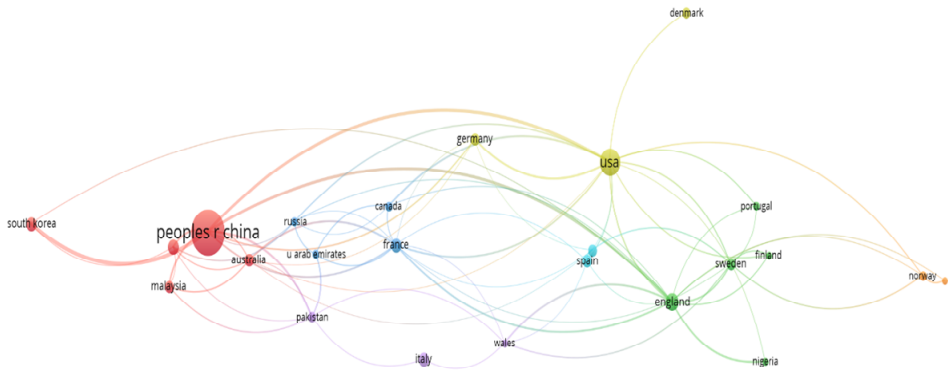 denmark
germany
usa
canada
portugal
south korea
russia
peoples r china
france
u arab emirates
finland
australia
spain
sweden
norway
malaysia
england
pakistan
wales
italy
nigeria